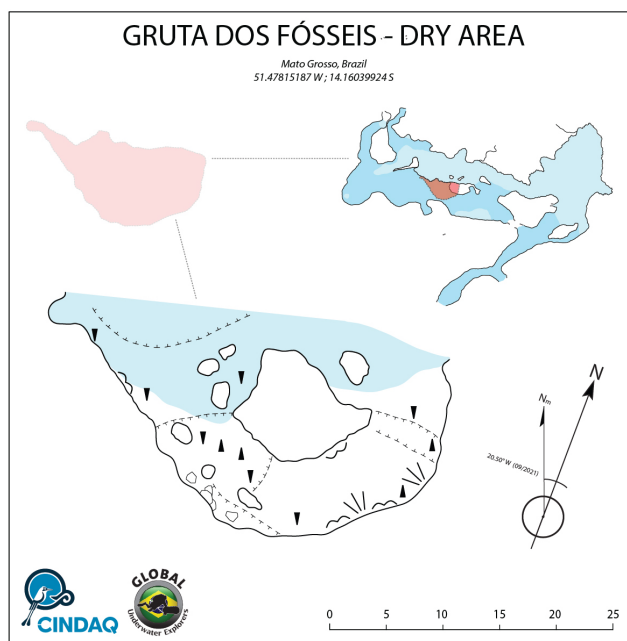 GRUTA DOS FÓSSEIS - DRY AREA
Mato Grosso, Brazil
51.47815187 W ; 14.16039924 S
N
Nm
20.50° W (09/2021)
CINDAQ
GLOBAL
Underwater Explorers
0 5 10 15 20 25